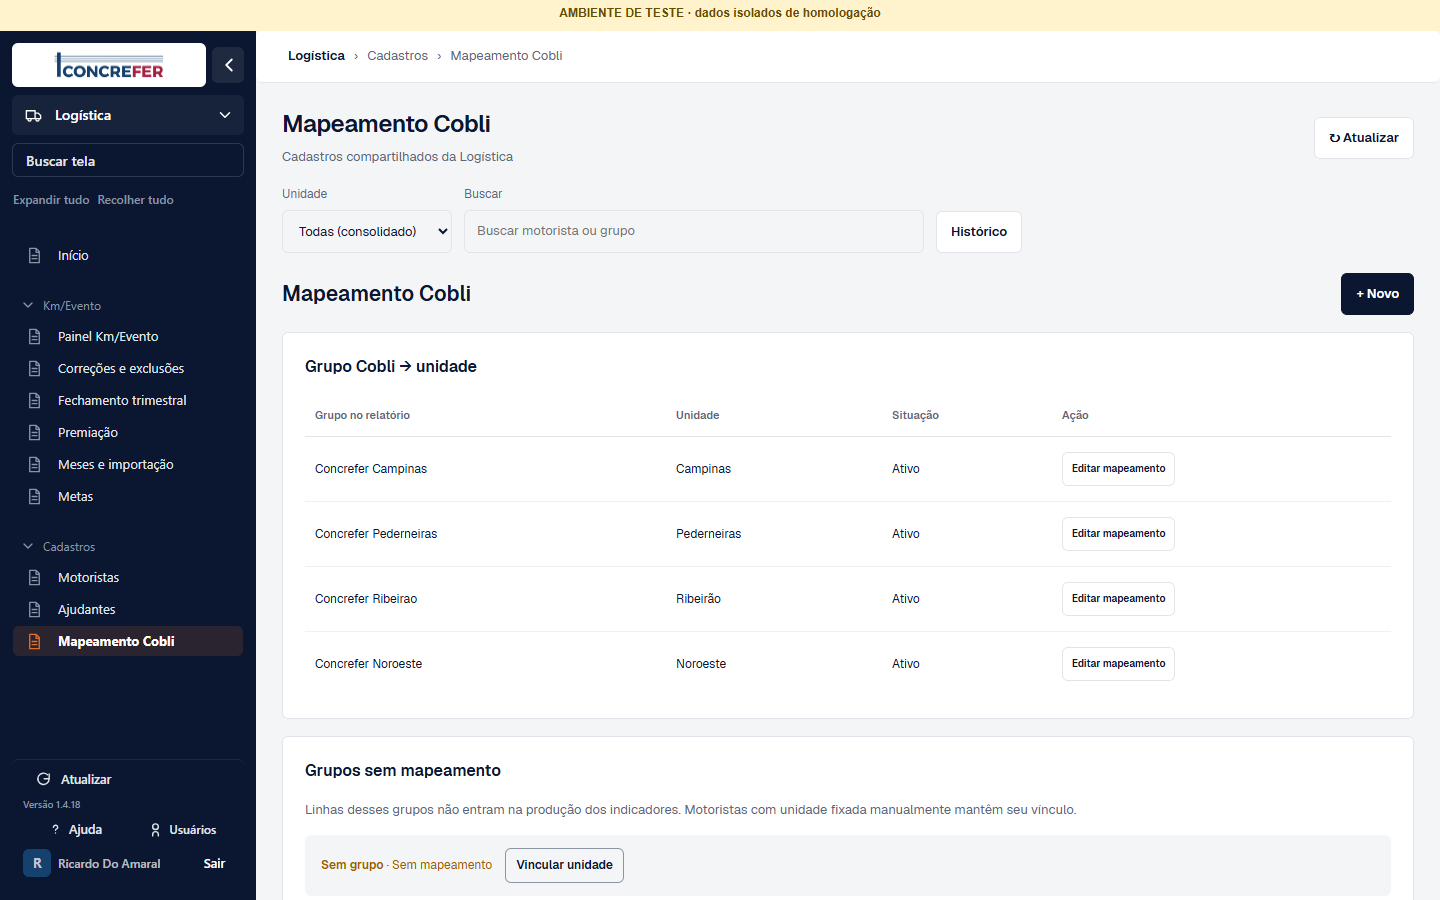 AMBIENTE DE TESTE · dados isolados de homologação
CONCREFER
Logística
Buscar tela
Expandir tudo Recolher tudo
Início
Km/Evento
Painel Km/Evento
Correções e exclusões
Fechamento trimestral
Premiação
Meses e importação
Metas
Cadastros
Motoristas
Ajudantes
Mapeamento Cobli
Atualizar
Versão 1.4.18
? Ajuda Usuários
R Ricardo Do Amaral Sair
Logística › Cadastros › Mapeamento Cobli
Mapeamento Cobli
Cadastros compartilhados da Logística
↻ Atualizar
Unidade Buscar
Todas (consolidado) Buscar motorista ou grupo Histórico
Mapeamento Cobli
+ Novo
Grupo Cobli → unidade
Grupo no relatório Unidade Situação Ação
Concrefer Campinas Campinas Ativo Editar mapeamento
Concrefer Pederneiras Pederneiras Ativo Editar mapeamento
Concrefer Ribeirao Ribeirão Ativo Editar mapeamento
Concrefer Noroeste Noroeste Ativo Editar mapeamento
Grupos sem mapeamento
Linhas desses grupos não entram na produção dos indicadores. Motoristas com unidade fixada manualmente mantêm seu vínculo.
Sem grupo · Sem mapeamento Vincular unidade